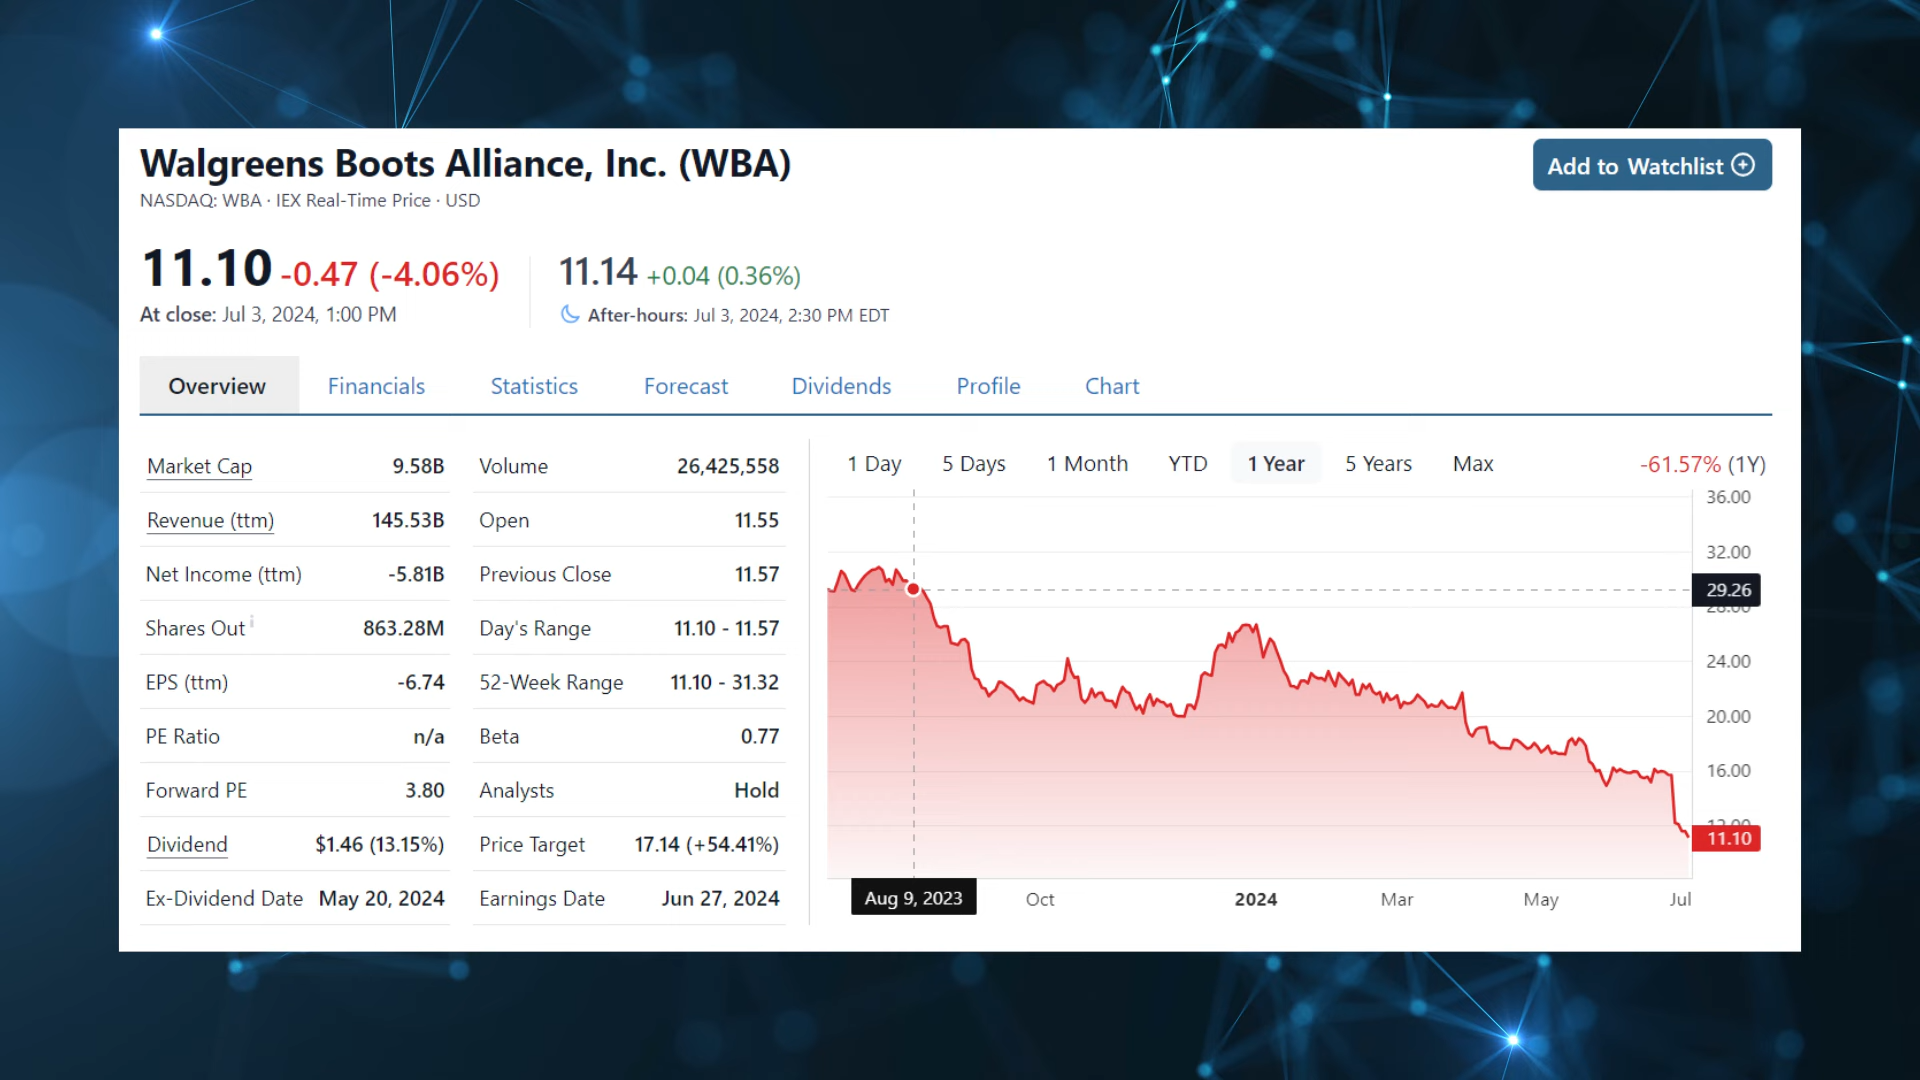 Walgreens Boots Alliance, Inc. (WBA)
Add to Watchlist
NASDAQ: WBA · IEX Real-Time Price · USD
11.10 -0.47 (-4.06%)
At close: Jul 3, 2024, 1:00 PM
11.14 +0.04 (0.36%)
After-hours: Jul 3, 2024, 2:30 PM EDT
Overview Financials Statistics Forecast Dividends Profile Chart
Market Cap 9.58B
Revenue (ttm) 145.53B
Net Income (ttm) -5.81B
Shares Out 863.28M
EPS (ttm) -6.74
PE Ratio n/a
Forward PE 3.80
Dividend $1.46 (13.15%)
Ex-Dividend Date May 20, 2024
Volume 26,425,558
Open 11.55
Previous Close 11.57
Day's Range 11.10 - 11.57
52-Week Range 11.10 - 31.32
Beta 0.77
Analysts Hold
Price Target 17.14 (+54.41%)
Earnings Date Jun 27, 2024
1 Day 5 Days 1 Month YTD 1 Year 5 Years Max -61.57% (1Y)
36.00
32.00
29.26
28.00
24.00
20.00
16.00
12.00
11.10
Aug 9, 2023 Oct 2024 Mar May Jul